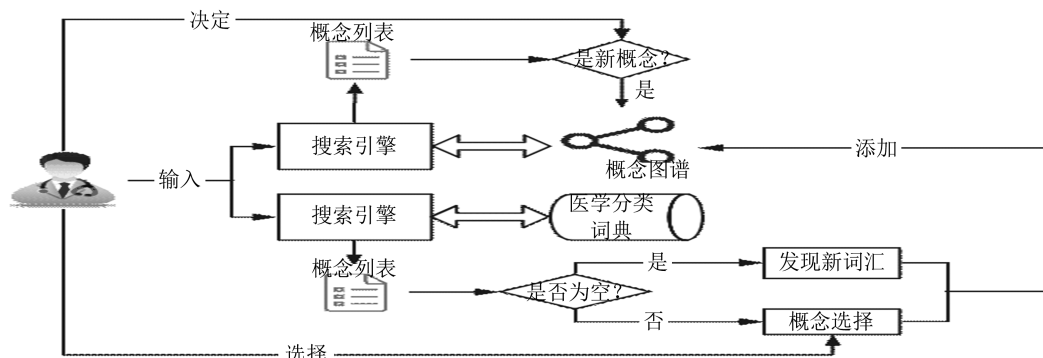 决定
概念列表
是新概念?
是
搜索引擎
概念图谱
添加
输入
搜索引擎
医学分类
词典
概念列表
是否为空?
是
发现新词汇
否
概念选择
选择